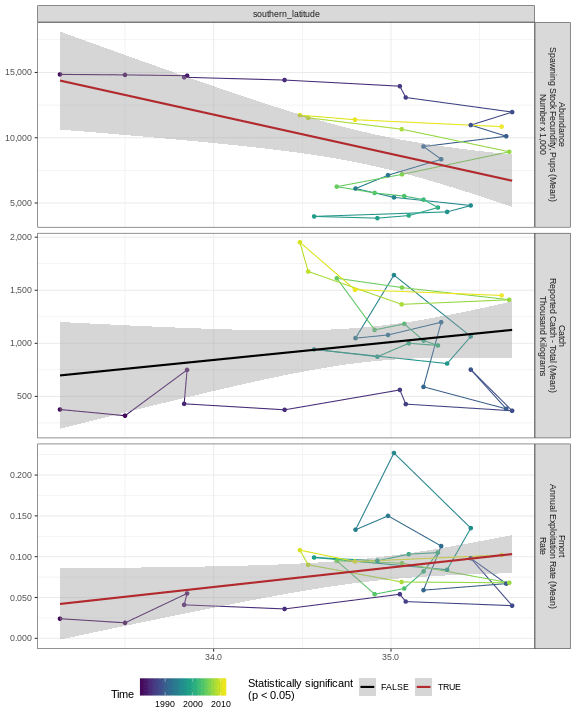 southern_latitude
15,000
10,000
5,000
Abundance
Spawning Stock Fecundity, Pups (Mean)
Number x 1,000
2,000
1,500
1,000
500
Catch
Reported Catch - Total (Mean)
Thousand Kilograms
0.200
0.150
0.100
0.050
0.000
Fmort
Annual Exploitation Rate (Mean)
Rate
34.0 35.0
Time 1990 2000 2010
Statistically significant
(p < 0.05)
FALSE TRUE